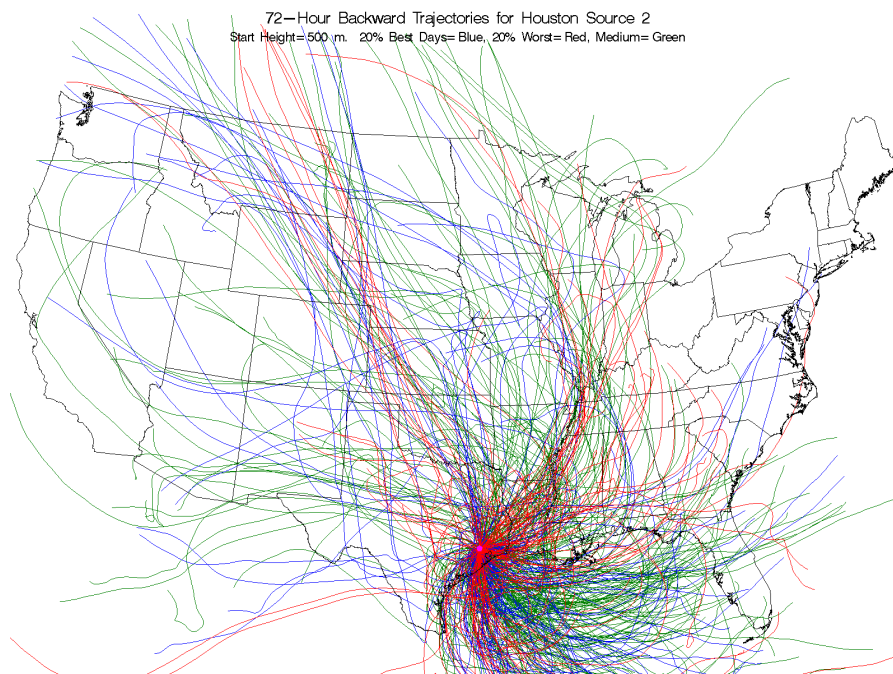 72-Hour Backward Trajectories for Houston Source 2
Start Height= 500 m. 20% Best Days= Blue, 20% Worst= Red, Medium= Green